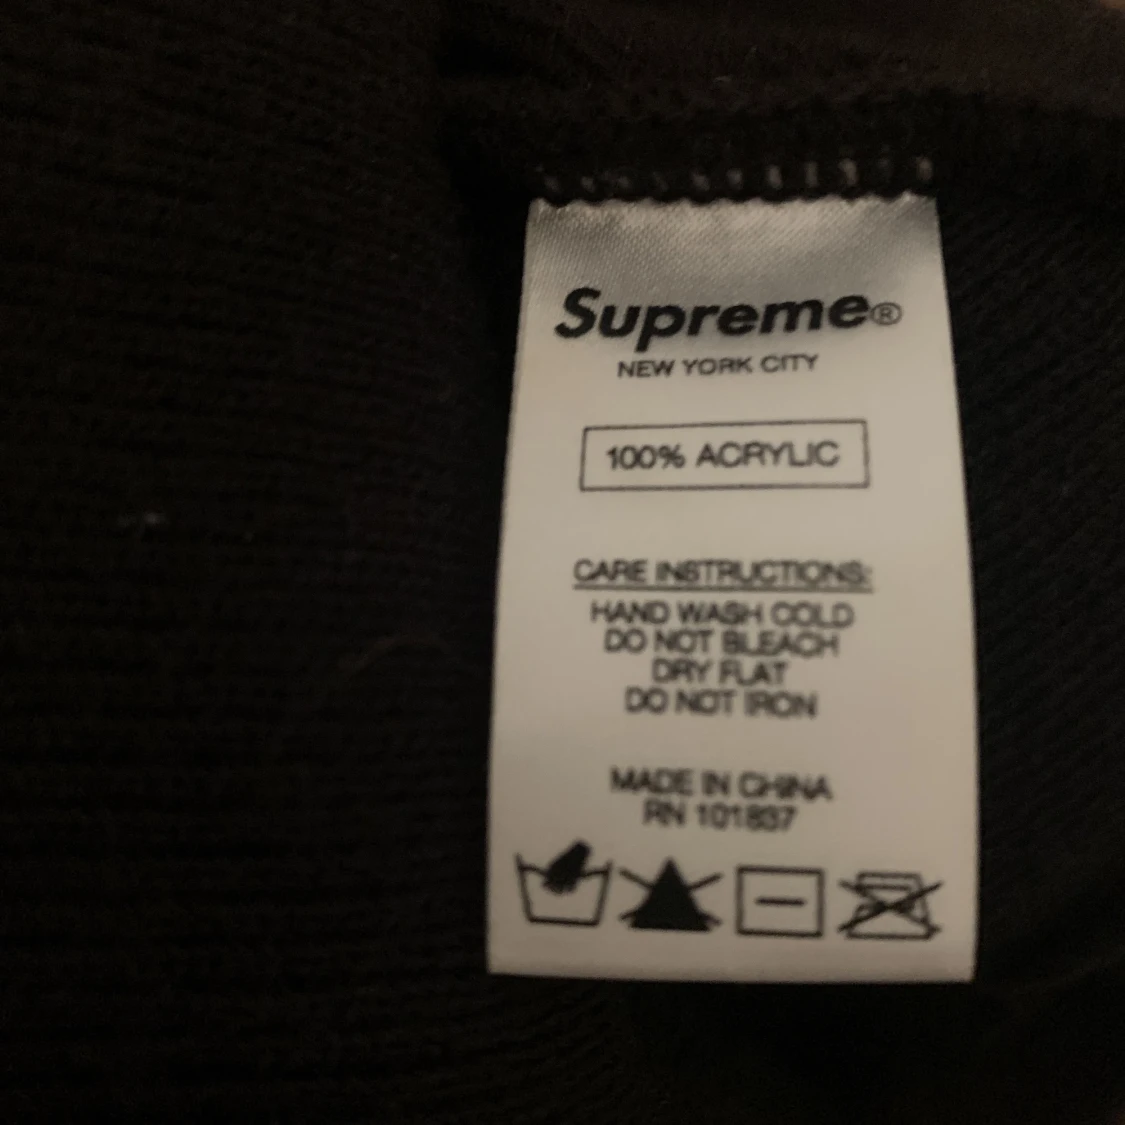 Supreme®
NEW YORK CITY
100% ACRYLIC
CARE INSTRUCTIONS:
HAND WASH COLD
DO NOT BLEACH
DRY FLAT
DO NOT IRON
MADE IN CHINA
RN 101837